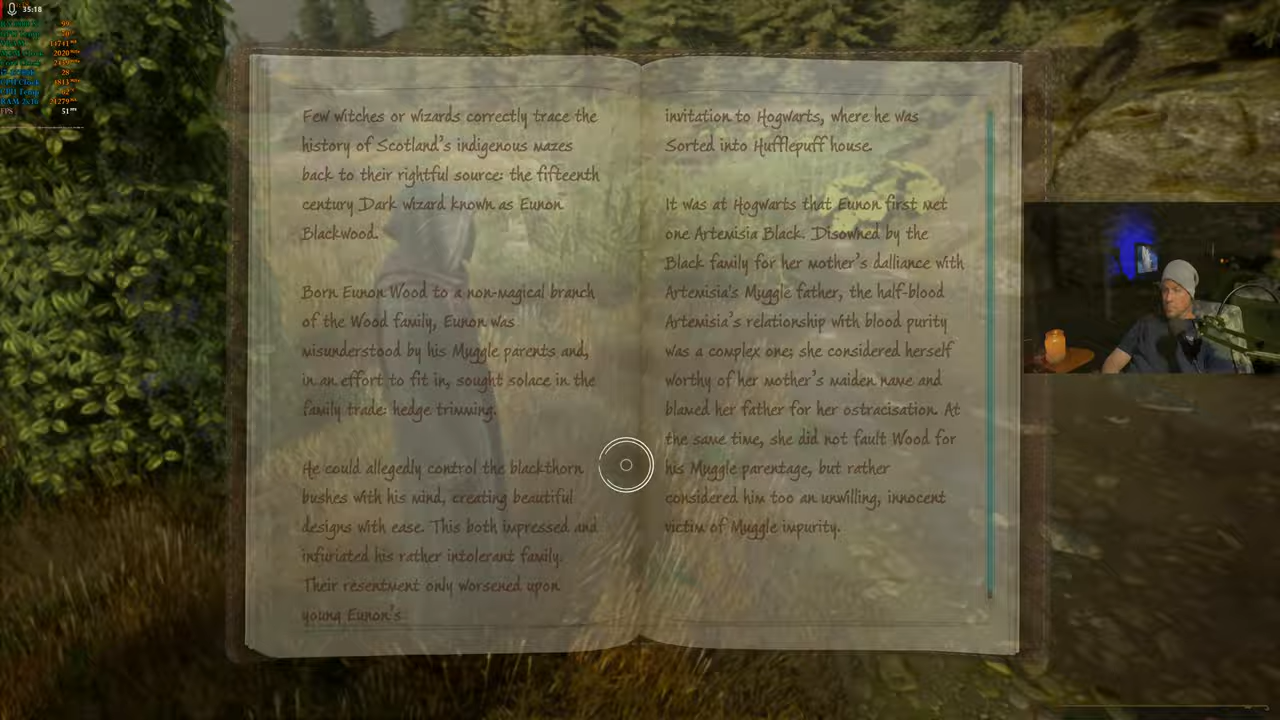 35:18
99
2020
28
FPS 51
Few witches or wizards correctly trace the
history of Scotland's indigenous mazes
back to their rightful source: the fifteenth
century Dark wizard known as Eunon
Blackwood.
Born Eunon Wood to a non-magical branch
of the Wood family, Eunon was
misunderstood by his Muggle parents and,
in an effort to fit in, sought solace in the
family trade: hedge trimming.
He could allegedly control the blackthorn
bushes with his mind, creating beautiful
designs with ease. This both impressed and
infuriated his rather intolerant family.
Their resentment only worsened upon
young Eunon's
invitation to Hogwarts, where he was
Sorted into Hufflepuff house.
It was at Hogwarts that Eunon first met
one Artemisia Black. Disowned by the
Black family for her mother's dalliance with
Artemisia's Muggle father, the half-blood
Artemisia's relationship with blood purity
was a complex one; she considered herself
worthy of her mother's maiden name and
blamed her father for her ostracisation. At
the same time, she did not fault Wood for
his Muggle parentage, but rather
considered him too an unwilling, innocent
victim of Muggle impurity.